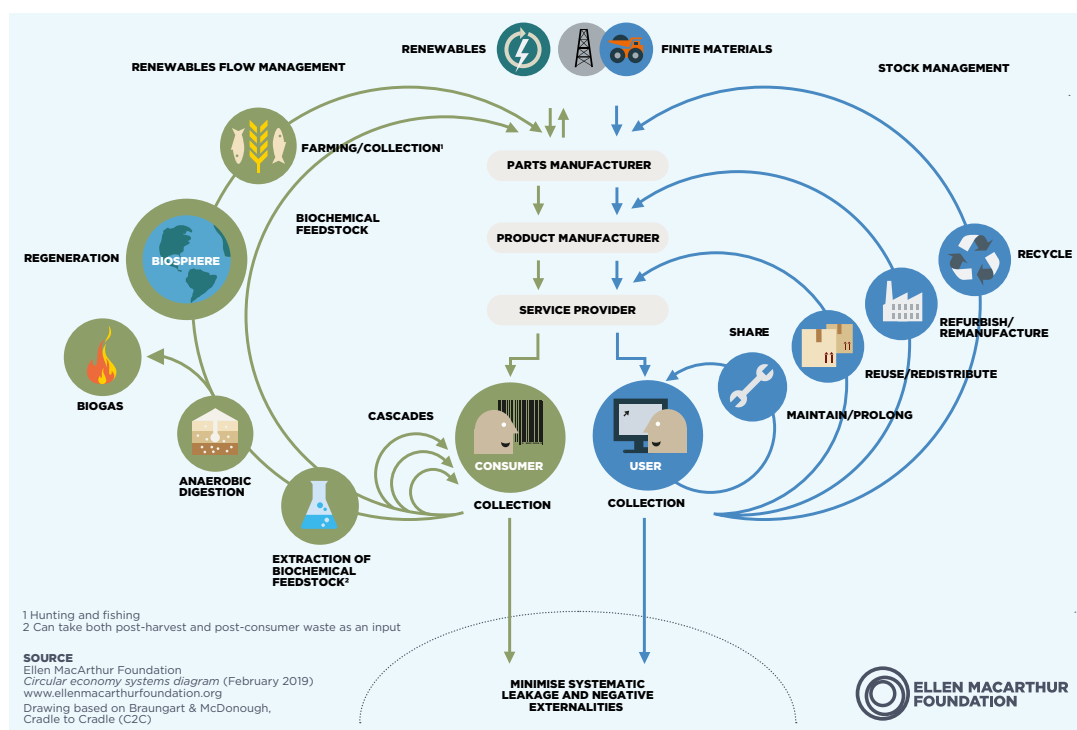 RENEWABLES
FINITE MATERIALS
RENEWABLES FLOW MANAGEMENT
STOCK MANAGEMENT
FARMING/COLLECTION¹
PARTS MANUFACTURER
BIOCHEMICAL
FEEDSTOCK
PRODUCT MANUFACTURER
REGENERATION
BIOSPHERE
RECYCLE
SERVICE PROVIDER
SHARE
REFURBISH/
REMANUFACTURE
REUSE/REDISTRIBUTE
BIOGAS
CASCADES
MAINTAIN/PROLONG
CONSUMER
USER
ANAEROBIC
DIGESTION
COLLECTION
COLLECTION
EXTRACTION OF
BIOCHEMICAL
FEEDSTOCK²
1 Hunting and fishing
2 Can take both post-harvest and post-consumer waste as an input
SOURCE
Ellen MacArthur Foundation
Circular economy systems diagram (February 2019)
www.ellenmacarthurfoundation.org
Drawing based on Braungart & McDonough,
Cradle to Cradle (C2C)
MINIMISE SYSTEMATIC
LEAKAGE AND NEGATIVE
EXTERNALITIES
ELLEN MACARTHUR
FOUNDATION